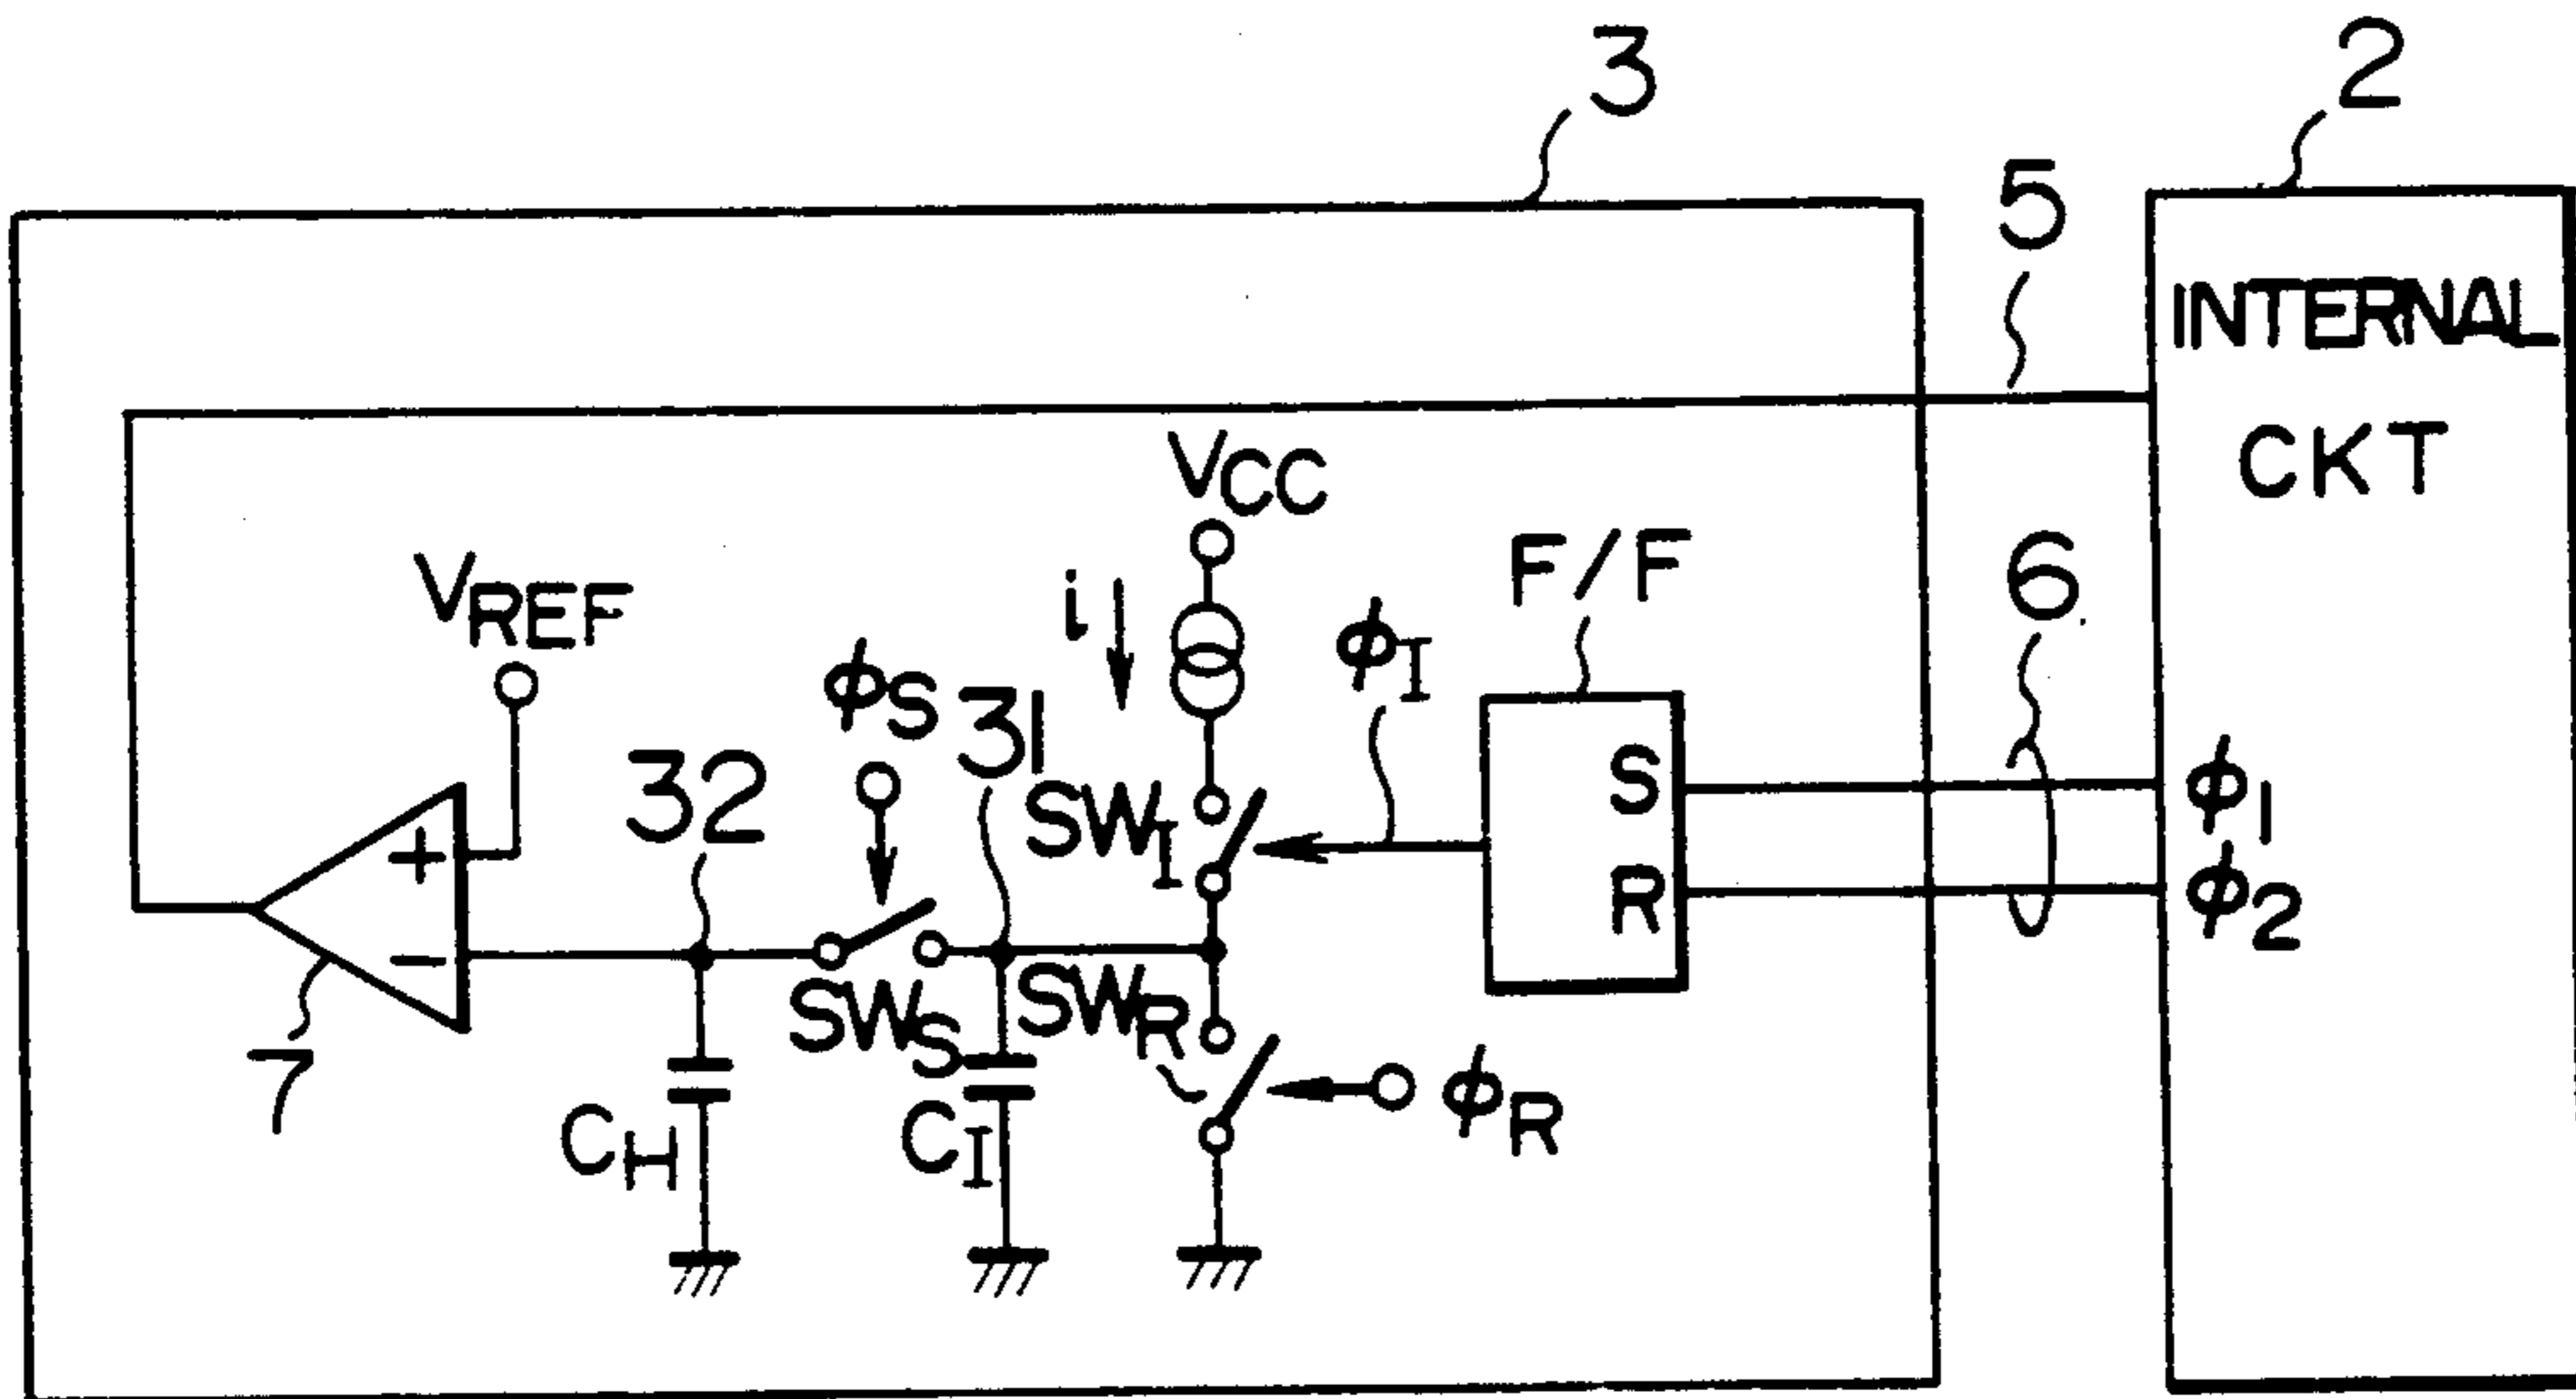 3
2
5
INTERNAL
CKT
VCC
VREF
i
F/F
6
ϕS
31
ϕI
32
SWI
S
ϕ1
+
R
ϕ2
−
SWS
SWR
7
CH
CI
ϕR